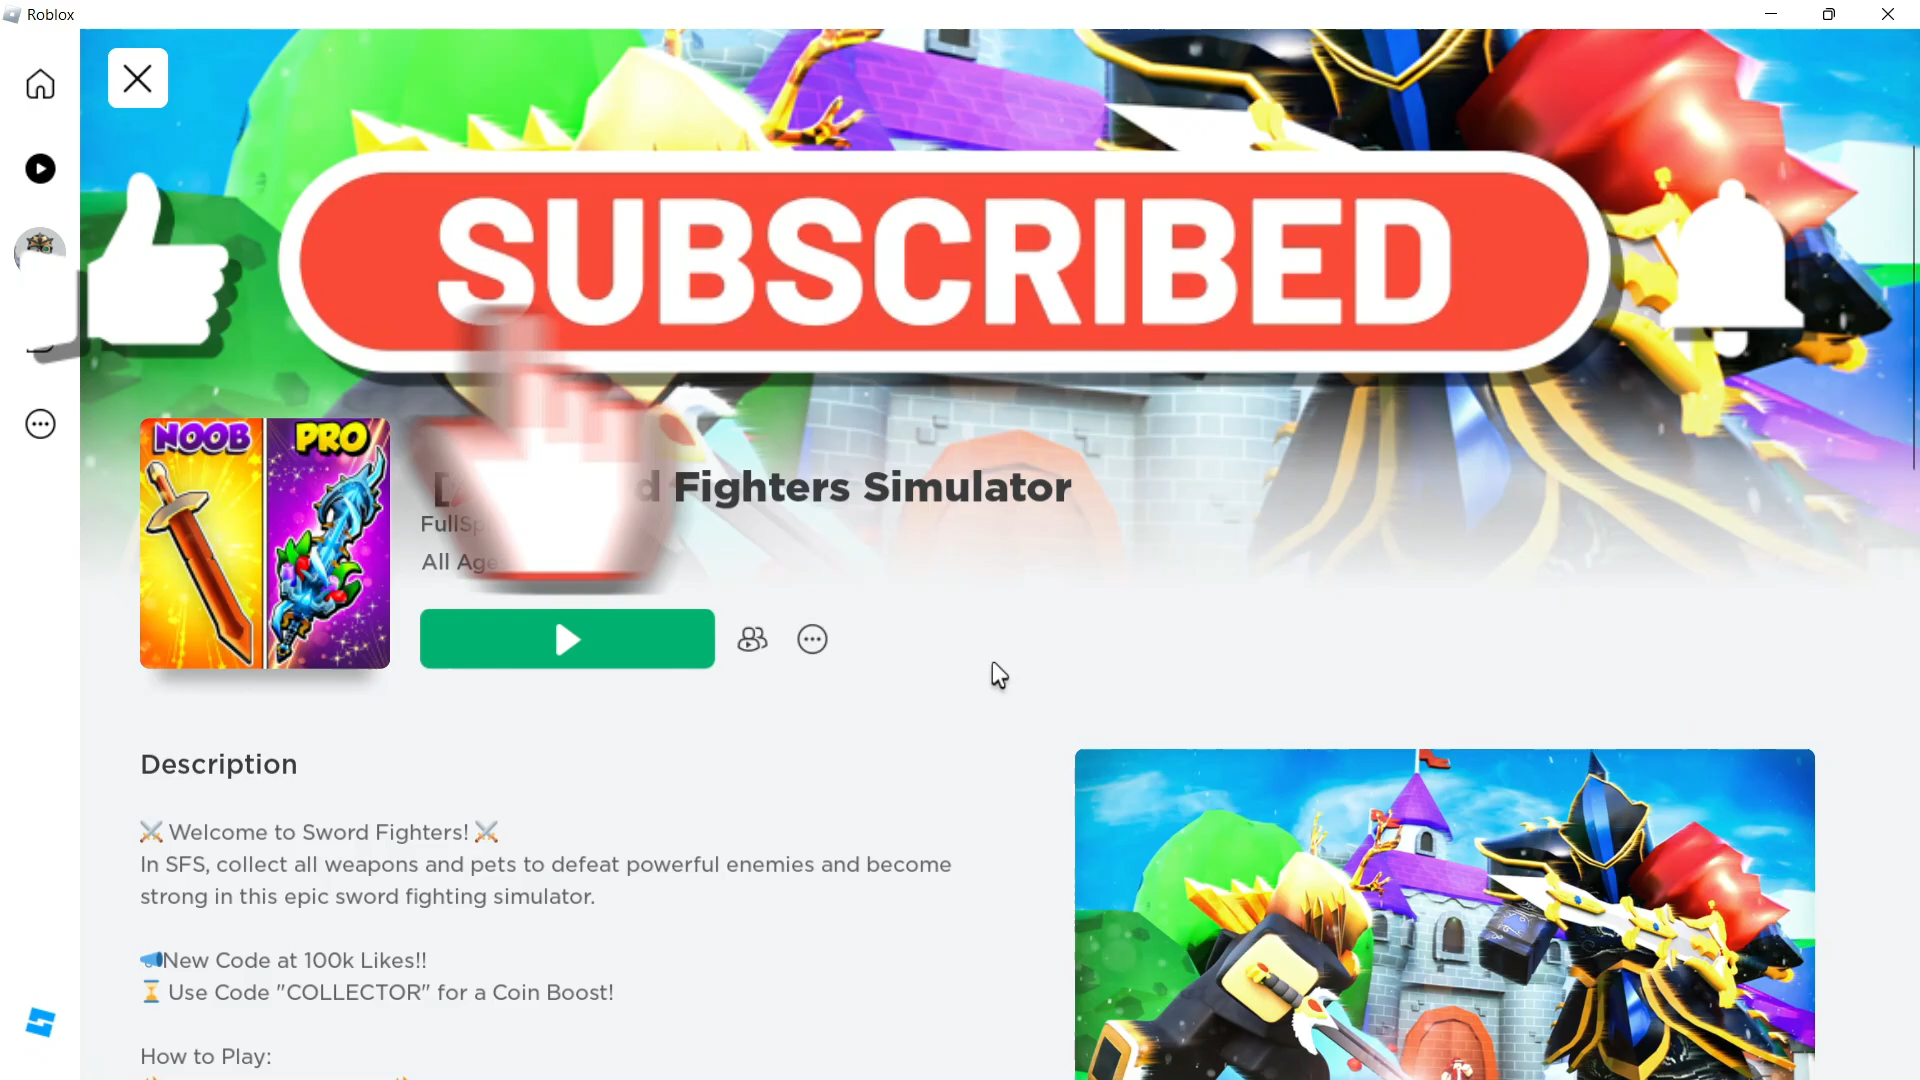 Roblox
SUBSCRIBED
NOOB
PRO
Fighters Simulator
All
Description
⚔️ Welcome to Sword Fighters! ⚔️
In SFS, collect all weapons and pets to defeat powerful enemies and become
strong in this epic sword fighting simulator.
📣New Code at 100k Likes!!
⏳ Use Code "COLLECTOR" for a Coin Boost!
How to Play: